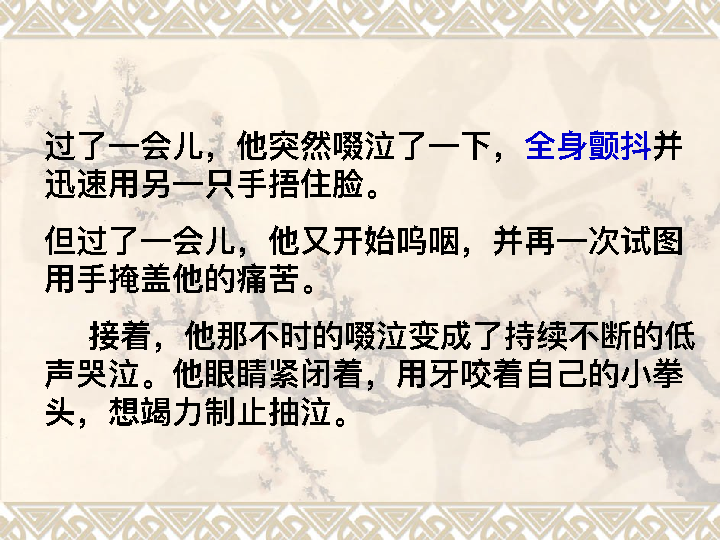 过了一会儿，他突然啜泣了一下，全身颤抖并
迅速用另一只手捂住脸。
但过了一会儿，他又开始呜咽，并再一次试图
用手掩盖他的痛苦。
接着，他那不时的啜泣变成了持续不断的低
声哭泣。他眼睛紧闭着，用牙咬着自己的小拳
头，想竭力制止抽泣。